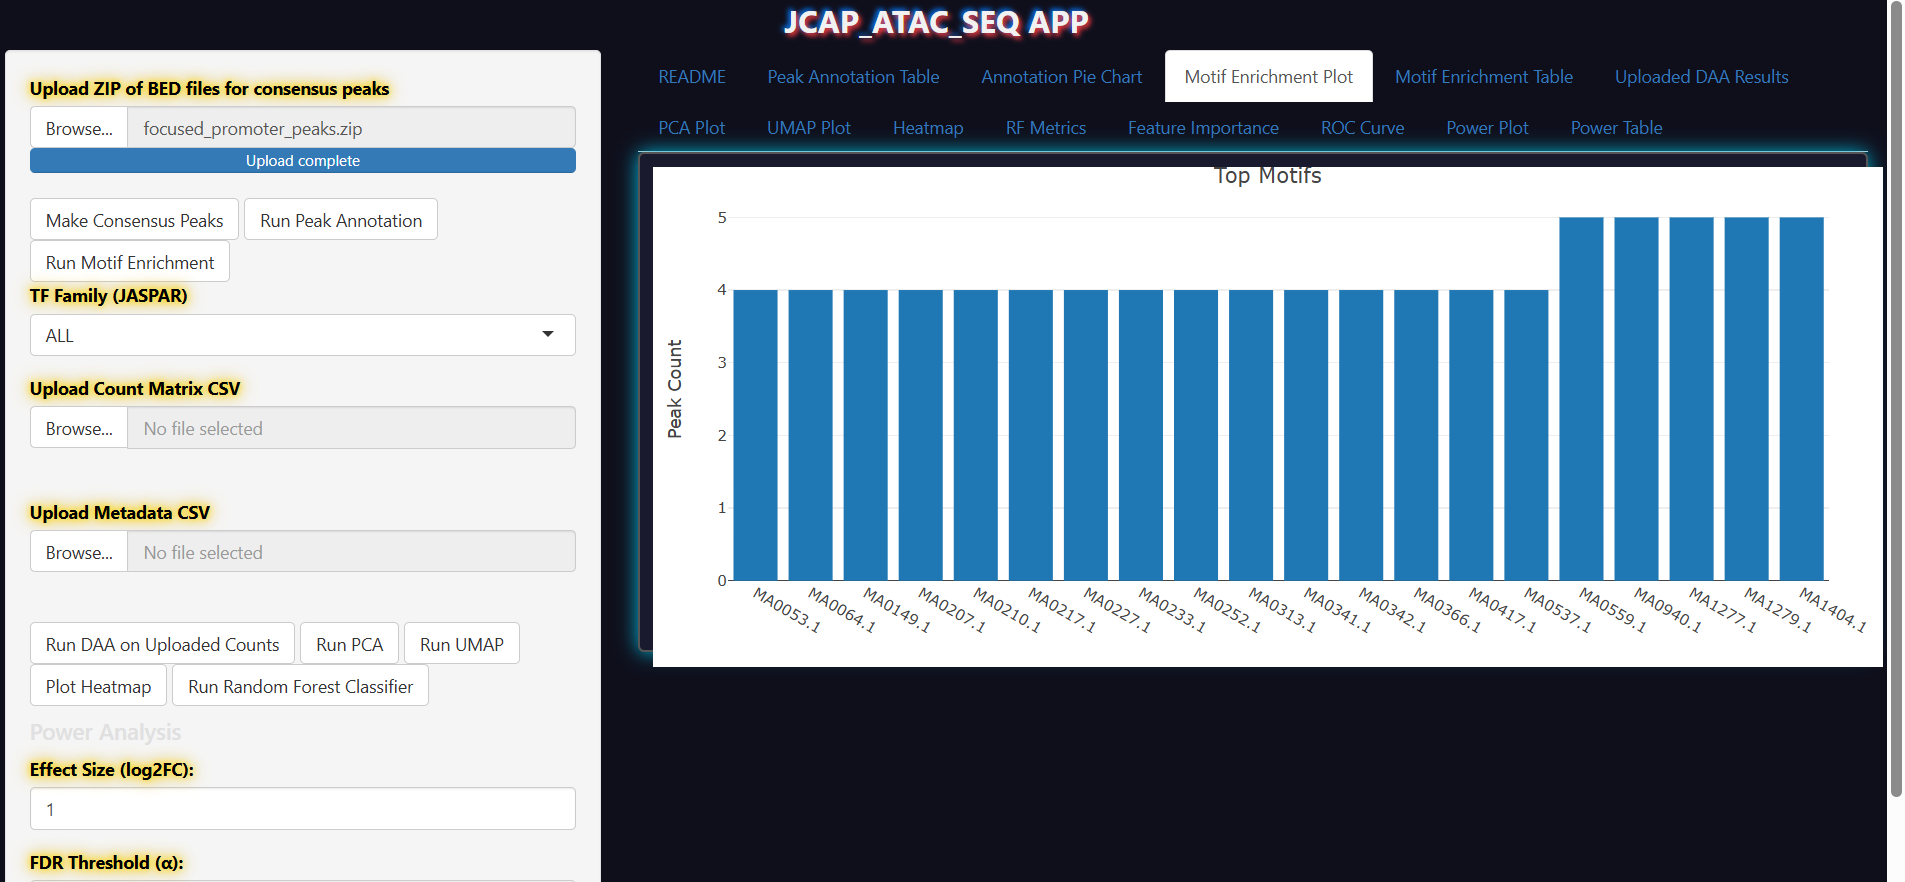 JCAP_ATAC_SEQ APP
Upload ZIP of BED files for consensus peaks
Browse... focused_promoter_peaks.zip
Upload complete
Make Consensus Peaks Run Peak Annotation
Run Motif Enrichment
TF Family (JASPAR)
ALL
Upload Count Matrix CSV
Browse... No file selected
Upload Metadata CSV
Browse... No file selected
Run DAA on Uploaded Counts Run PCA Run UMAP
Plot Heatmap Run Random Forest Classifier
Power Analysis
Effect Size (log2FC):
1
FDR Threshold (α):
README Peak Annotation Table Annotation Pie Chart Motif Enrichment Plot Motif Enrichment Table Uploaded DAA Results
PCA Plot UMAP Plot Heatmap RF Metrics Feature Importance ROC Curve Power Plot Power Table
Top Motifs
Peak Count
5
4
3
2
1
0
MA0053.1 MA0064.1 MA0149.1 MA0207.1 MA0210.1 MA0217.1 MA0227.1 MA0233.1 MA0252.1 MA0313.1 MA0341.1 MA0342.1 MA0366.1 MA0417.1 MA0537.1 MA0559.1 MA0940.1 MA1277.1 MA1279.1 MA1404.1